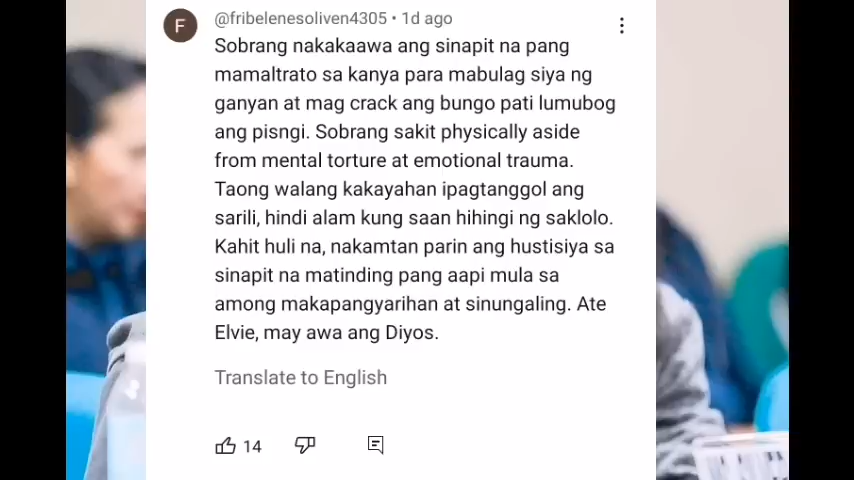 F
@fribelenesoliven4305 • 1d ago
Sobrang nakakaawa ang sinapit na pang
mamaltrato sa kanya para mabulag siya ng
ganyan at mag crack ang bungo pati lumubog
ang pisngi. Sobrang sakit physically aside
from mental torture at emotional trauma.
Taong walang kakayahan ipagtanggol ang
sarili, hindi alam kung saan hihingi ng saklolo.
Kahit huli na, nakamtan parin ang hustisiya sa
sinapit na matinding pang aapi mula sa
among makapangyarihan at sinungaling. Ate
Elvie, may awa ang Diyos.
Translate to English
14